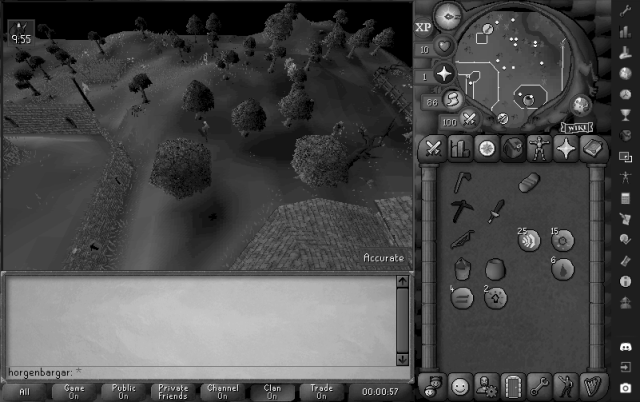 9:55
XP
10
1
86
100
WIKI
25
15
6
4
2
Accurate
horgenbargar: *
All
Game
On
Public
On
Private
Friends
Channel
On
Clan
On
Trade
On
00:00:57